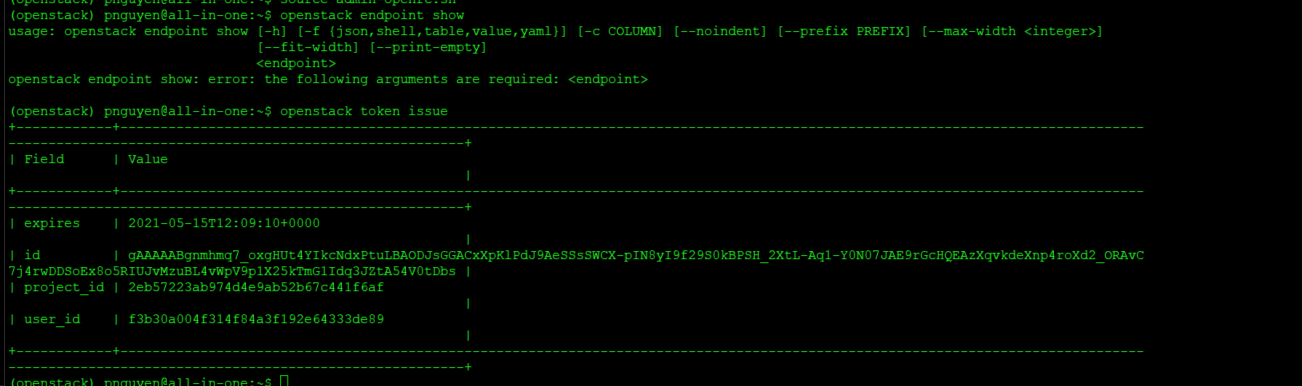 (openstack) pnguyen@all-in-one:~$ source admin-openrc.sh
(openstack) pnguyen@all-in-one:~$ openstack endpoint show
usage: openstack endpoint show [-h] [-f {json,shell,table,value,yaml}] [-c COLUMN] [--noindent] [--prefix PREFIX] [--max-width <integer>]
                               [--fit-width] [--print-empty]
                               <endpoint>
openstack endpoint show: error: the following arguments are required: <endpoint>
(openstack) pnguyen@all-in-one:~$ openstack token issue
+------------+--------------------------------------------------------------------------------------------------------------------------------
---------------------------------------------------------+
| Field      | Value
                                                         |
+------------+--------------------------------------------------------------------------------------------------------------------------------
---------------------------------------------------------+
| expires    | 2021-05-15T12:09:10+0000
                                                         |
| id         | gAAAAABgnmhmq7_oxgHUt4YIkcNdxPtuLBAODJsGGACxXpKlPdJ9AeSSsSWCX-pIN8yI9f29S0kBPSH_2XtL-Aq1-Y0N07JAE9rGcHQEAzXqvkdeXnp4roXd2_ORAvC
7j4rwDDSoEx8o5RIUJvMzuBL4vWpV9plX25kTmGlIdq3JZtA54V0tDbs |
| project_id | 2eb57223ab974d4e9ab52b67c441f6af
                                                         |
| user_id    | f3b30a004f314f84a3f192e64333de89
                                                         |
+------------+--------------------------------------------------------------------------------------------------------------------------------
---------------------------------------------------------+
(openstack) pnguyen@all-in-one:~$